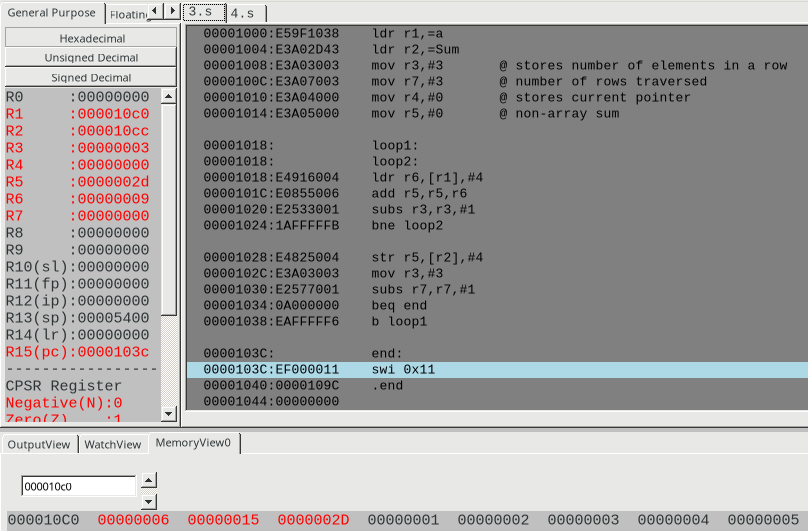 General Purpose
Floating
3.s
4.s
Hexadecimal
Unsigned Decimal
Signed Decimal
R0 :00000000
R1 :000010c0
R2 :000010cc
R3 :00000003
R4 :00000000
R5 :0000002d
R6 :00000009
R7 :00000000
R8 :00000000
R9 :00000000
R10(sl):00000000
R11(fp):00000000
R12(ip):00000000
R13(sp):00005400
R14(lr):00000000
R15(pc):0000103c
------------------
CPSR Register
Negative(N):0
Zero(Z) :1
00001000:E59F1038 ldr r1,=a
00001004:E3A02D43 ldr r2,=Sum
00001008:E3A03003 mov r3,#3 @ stores number of elements in a row
0000100C:E3A07003 mov r7,#3 @ number of rows traversed
00001010:E3A04000 mov r4,#0 @ stores current pointer
00001014:E3A05000 mov r5,#0 @ non-array sum
00001018: loop1:
00001018: loop2:
00001018:E4916004 ldr r6,[r1],#4
0000101C:E0855006 add r5,r5,r6
00001020:E2533001 subs r3,r3,#1
00001024:1AFFFFFB bne loop2
00001028:E4825004 str r5,[r2],#4
0000102C:E3A03003 mov r3,#3
00001030:E2577001 subs r7,r7,#1
00001034:0A000000 beq end
00001038:EAFFFFF6 b loop1
0000103C: end:
0000103C:EF000011 swi 0x11
00001040:0000109C .end
00001044:00000000
OutputView
WatchView
MemoryView0
000010c0
000010C0 00000006 00000015 0000002D 00000001 00000002 00000003 00000004 00000005